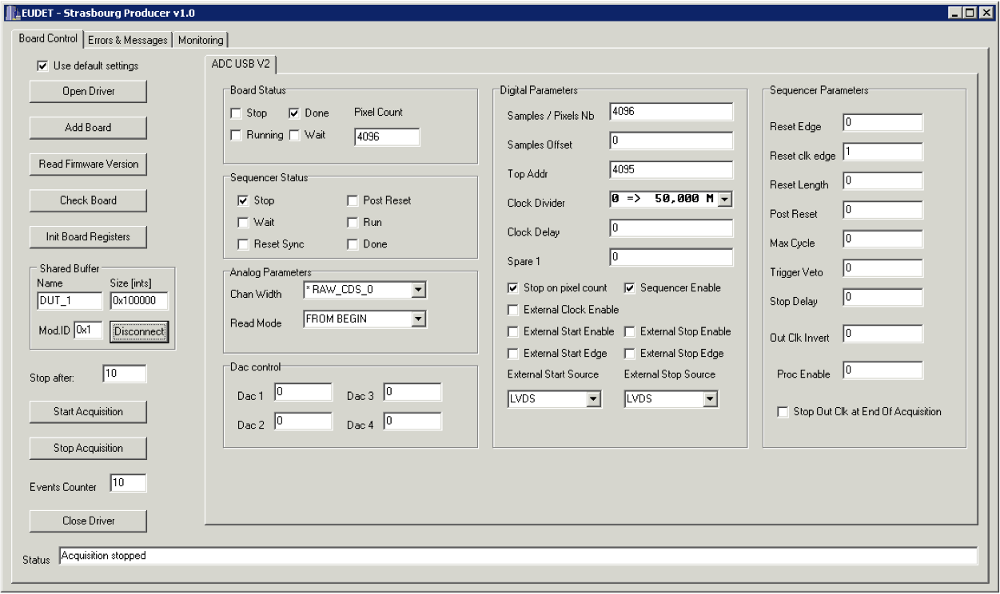 EUDET - Strasbourg Producer v1.0
Board Control
Errors & Messages
Monitoring
Use default settings
Open Driver
Add Board
Read Firmware Version
Check Board
Init Board Registers
Shared Buffer
Name
Size [ints]
DUT_1
0x100000
Mod.ID
0x1
Disconnect
Stop after:
10
Start Acquisition
Stop Acquisition
Events Counter
10
Close Driver
ADC USB V2
Board Status
Stop
Done
Pixel Count
Running
Wait
4096
Sequencer Status
Stop
Post Reset
Wait
Run
Reset Sync
Done
Analog Parameters
Chan Width
* RAW_CDS_0
Read Mode
FROM BEGIN
Dac control
Dac 1
0
Dac 3
0
Dac 2
0
Dac 4
0
Digital Parameters
Samples / Pixels Nb
4096
Samples Offset
0
Top Addr
4095
Clock Divider
0 => 50,000 M
Clock Delay
0
Spare 1
0
Stop on pixel count
Sequencer Enable
External Clock Enable
External Start Enable
External Stop Enable
External Start Edge
External Stop Edge
External Start Source
External Stop Source
LVDS
LVDS
Sequencer Parameters
Reset Edge
0
Reset clk edge
1
Reset Length
0
Post Reset
0
Max Cycle
0
Trigger Veto
0
Stop Delay
0
Out Clk Invert
0
Proc Enable
0
Stop Out Clk at End Of Acquisition
Status
Acquisition stopped